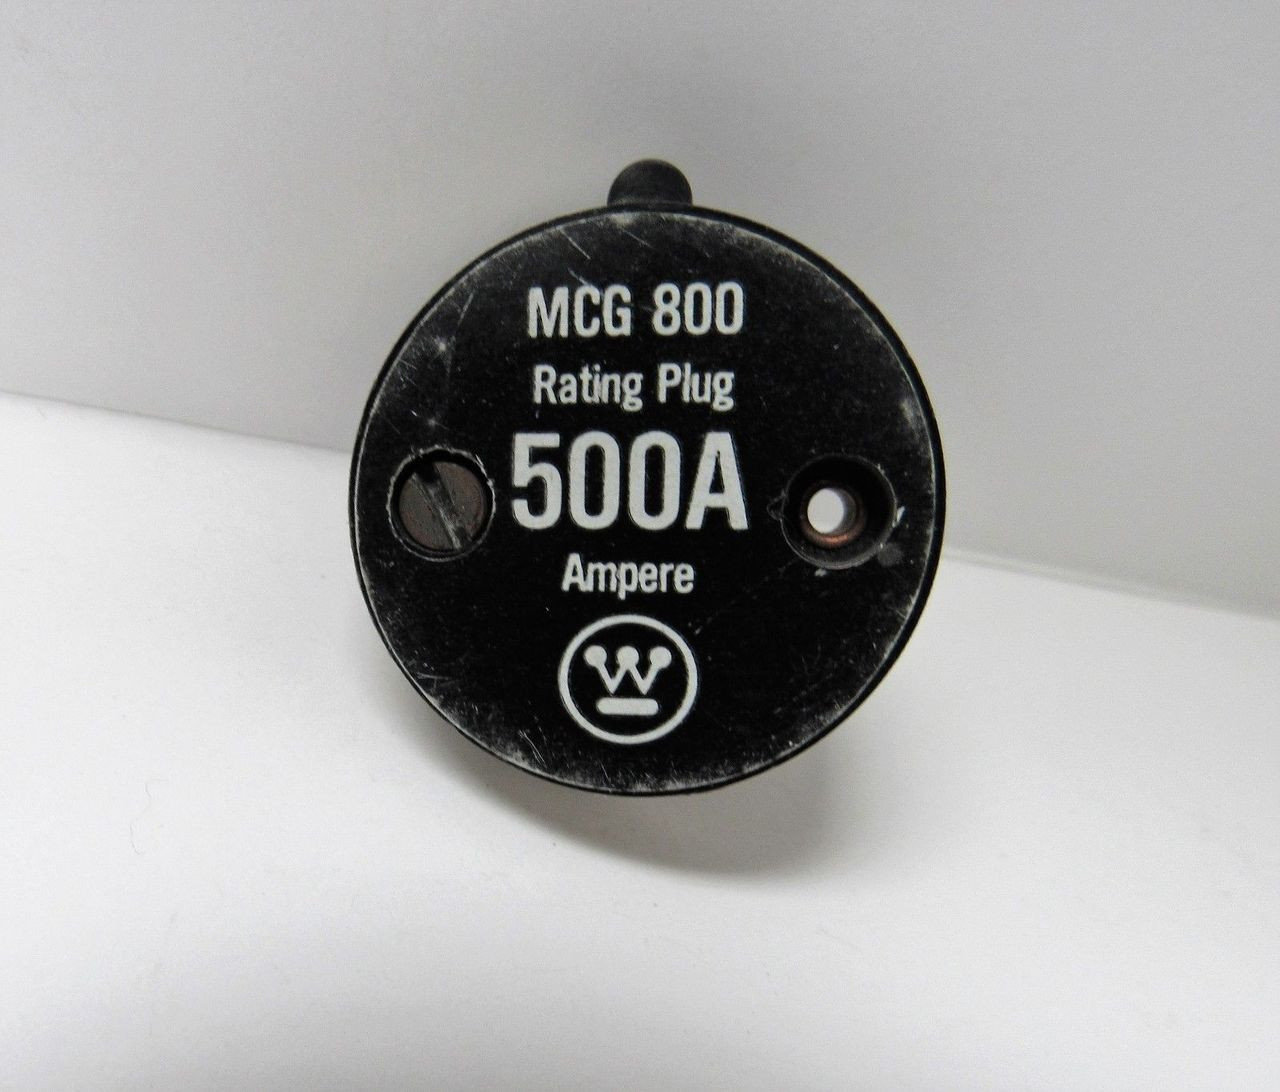 MCG 800
Rating Plug
500A
Ampere
W